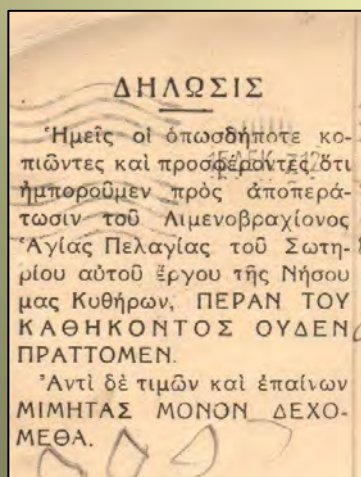 ΔΗΛΩΣΙΣ
Ἡμεῖς οἱ ὁπωσδήποτε κο-
πιῶντες καὶ προσφέροντες ὅτι
ἠμποροῦμεν πρὸς ἀποπερά-
τωσιν τοῦ Λιμενοβραχίονος
Ἁγίας Πελαγίας τοῦ Σωτη-
ρίου αὐτοῦ ἔργου τῆς Νήσου
μας Κυθήρων, ΠΕΡΑΝ ΤΟΥ
ΚΑΘΗΚΟΝΤΟΣ ΟΥΔΕΝ
ΠΡΑΤΤΟΜΕΝ.
Ἀντὶ δὲ τιμῶν καὶ ἐπαίνων
ΜΙΜΗΤΑΣ ΜΟΝΟΝ ΔΕΧΟ-
ΜΕΘΑ.